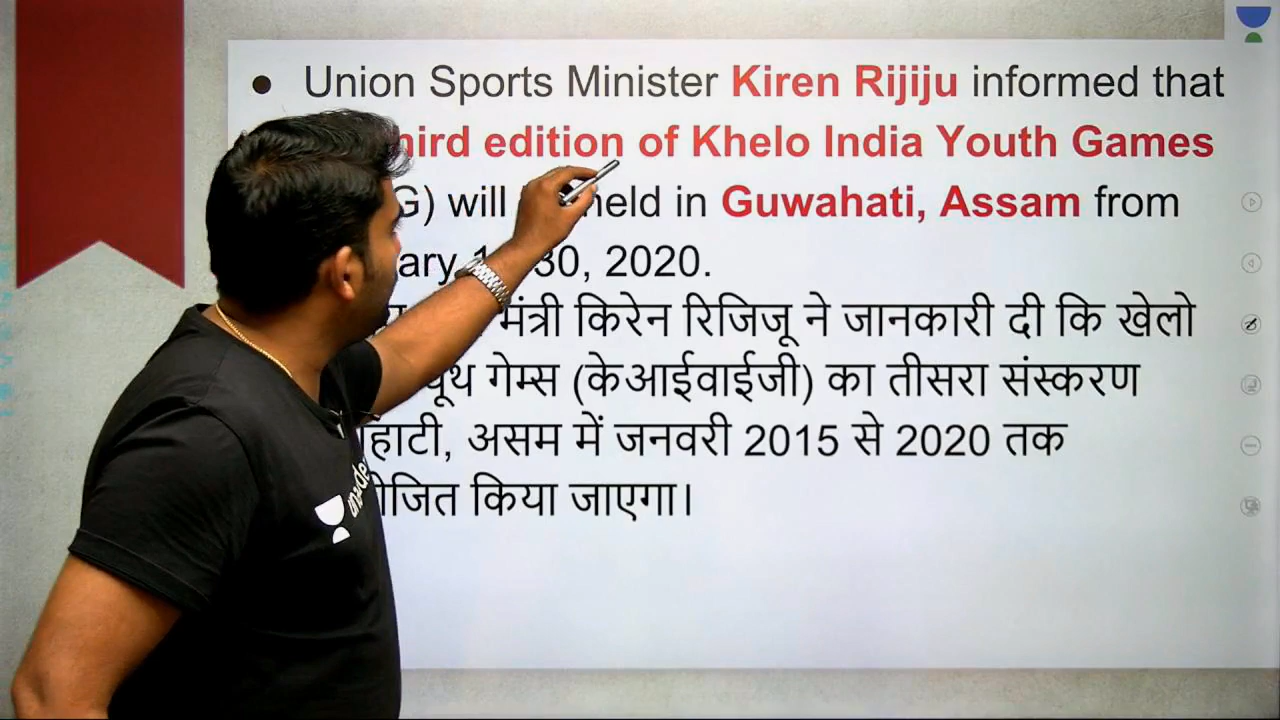 ● Union Sports Minister Kiren Rijiju informed that
hird edition of Khelo India Youth Games
G) will held in Guwahati, Assam from
ary 30, 2020.
मंत्री किरेन रिजिजू ने जानकारी दी कि खेलो
यूथ गेम्स (केआईवाईजी) का तीसरा संस्करण
हाटी, असम में जनवरी 2015 से 2020 तक
ोजित किया जाएगा।